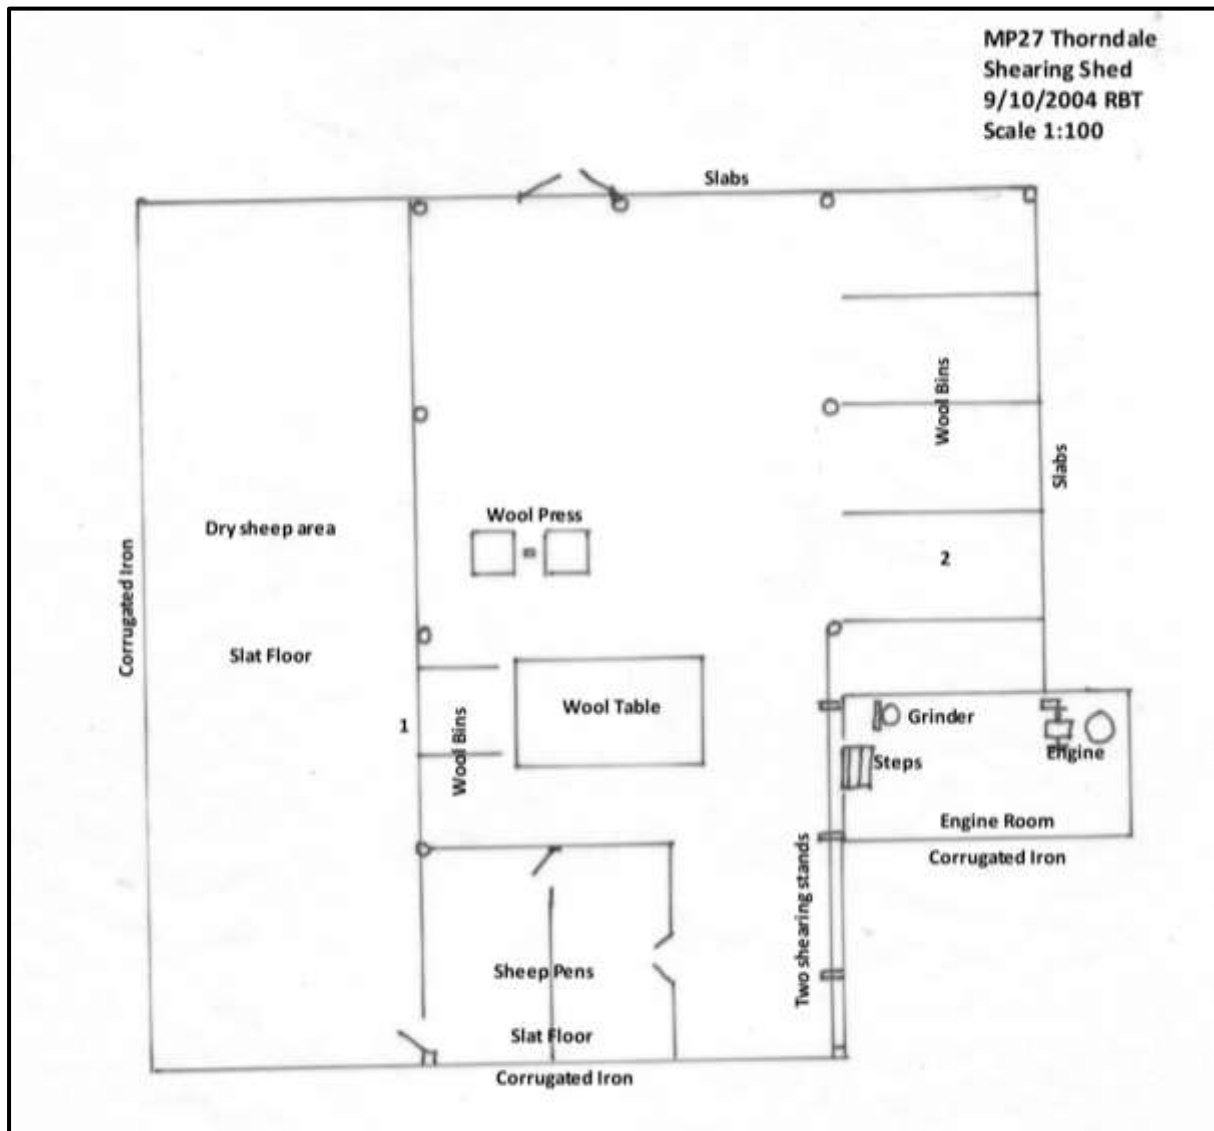 MP27 Thorndale
Shearing Shed
9/10/2004 RBT
Scale 1:100
Slabs
Wool Bins
Slabs
Wool Press
Dry sheep area
2
Corrugated Iron
Slat Floor
1
Wool Bins
Wool Table
Grinder
Steps
Engine
Engine Room
Corrugated Iron
Two shearing stands
Sheep Pens
Slat Floor
Corrugated Iron